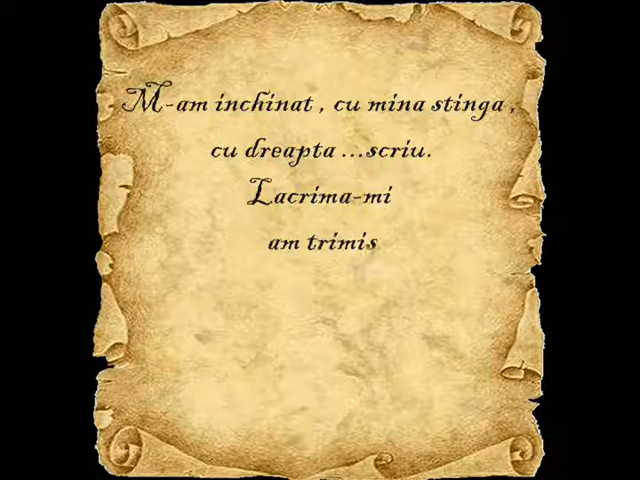 M-am inchinat , cu mina stinga ,
cu dreapta ...scriu.
Lacrima-mi
am trimis